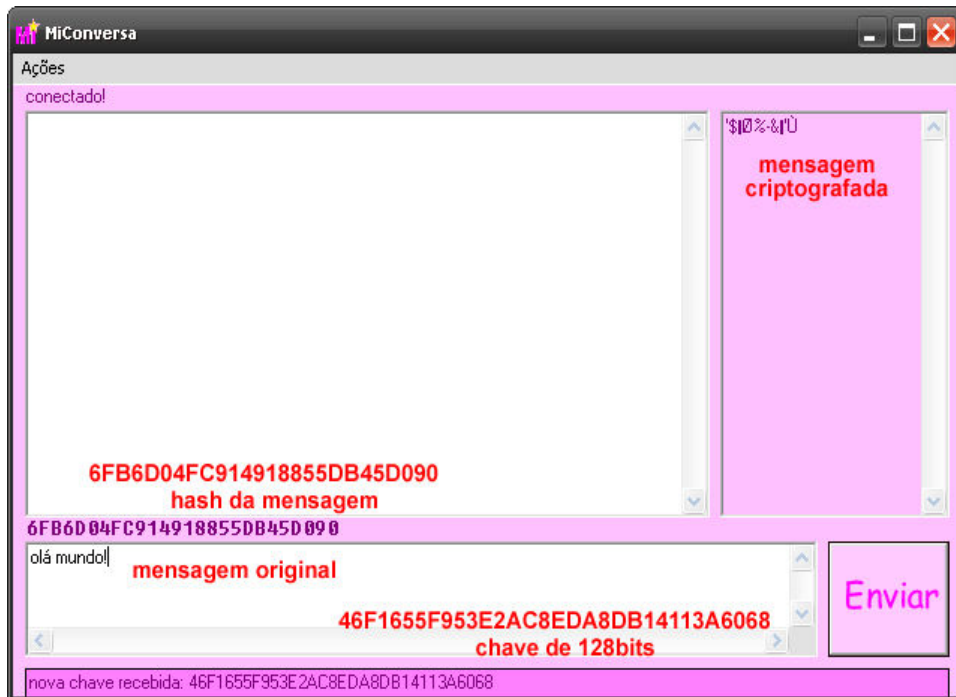 MiConversa
Ações
conectado!
'$|Ø%-&|'Ù
mensagem
criptografada
6FB6D04FC914918855DB45D090
hash da mensagem
6FB6D04FC914918855DB45D090
olá mundo!
mensagem original
46F1655F953E2AC8EDA8DB14113A6068
chave de 128bits
Enviar
nova chave recebida: 46F1655F953E2AC8EDA8DB14113A6068